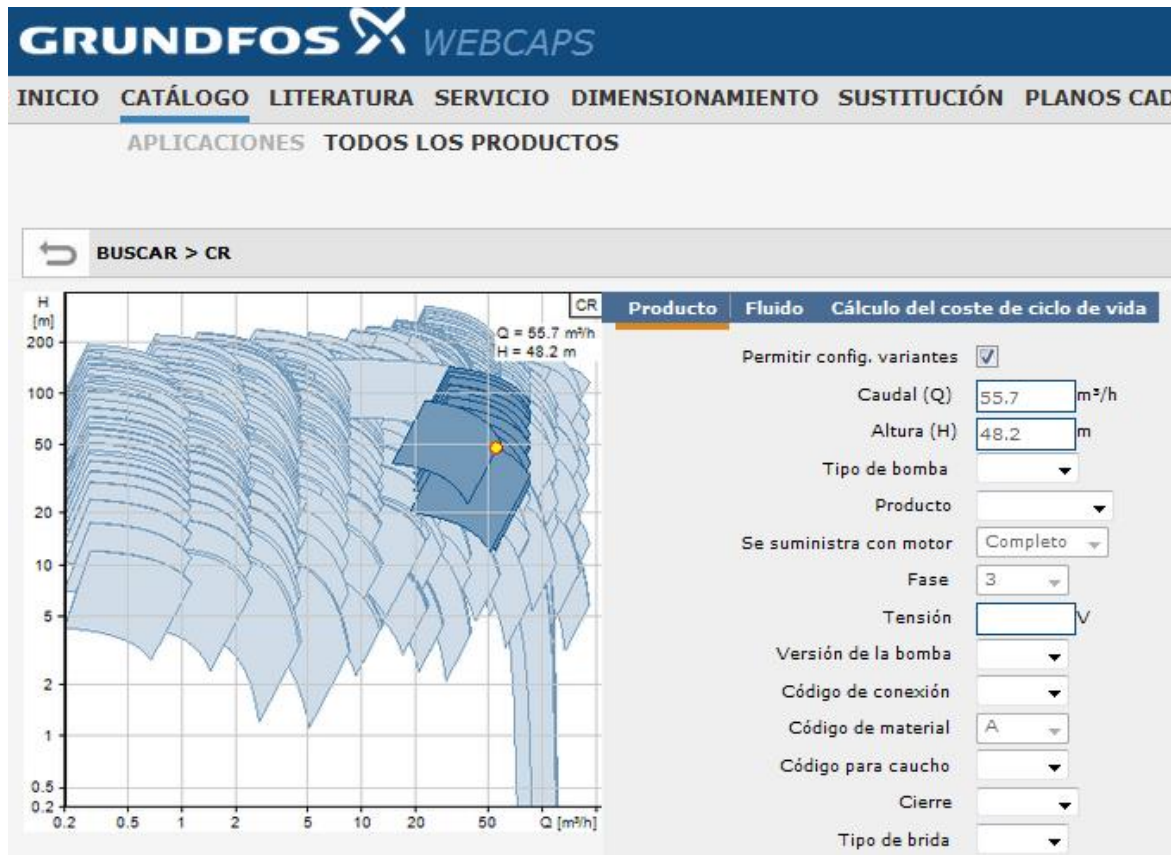 GRUNDFOS WEBCAPS
INICIO CATÁLOGO LITERATURA SERVICIO DIMENSIONAMIENTO SUSTITUCIÓN PLANOS CAD
APLICACIONES TODOS LOS PRODUCTOS
BUSCAR > CR
H
[m]
CR
Q = 55.7 m³/h
H = 48.2 m
200
100
50
20
10
5
2
1
0.5
0.2
0.2 0.5 1 2 5 10 20 50 Q [m³/h]
Producto Fluido Cálculo del coste de ciclo de vida
Permitir config. variantes
Caudal (Q) 55.7 m³/h
Altura (H) 48.2 m
Tipo de bomba
Producto
Se suministra con motor Completo
Fase 3
Tensión V
Versión de la bomba
Código de conexión
Código de material A
Código para caucho
Cierre
Tipo de brida